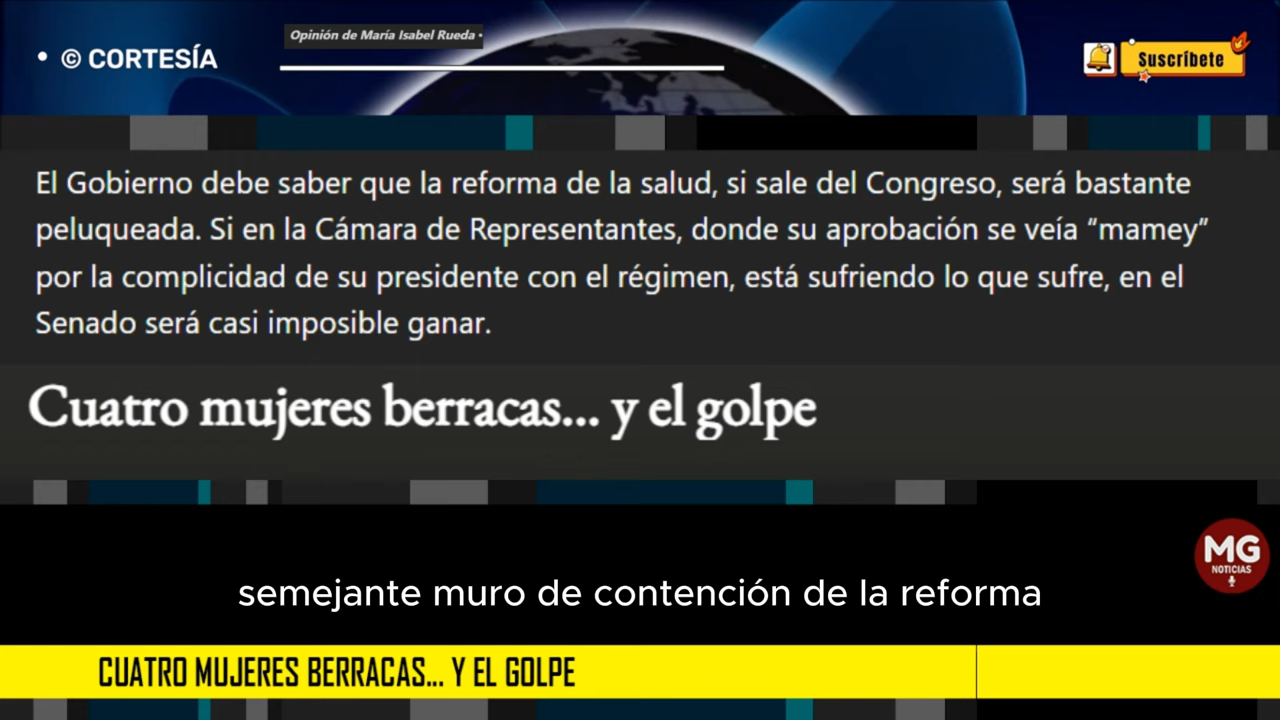 Opinión de María Isabel Rueda •
• © CORTESÍA
Suscríbete
El Gobierno debe saber que la reforma de la salud, si sale del Congreso, será bastante
peluqueada. Si en la Cámara de Representantes, donde su aprobación se veía “mamey”
por la complicidad de su presidente con el régimen, está sufriendo lo que sufre, en el
Senado será casi imposible ganar.
Cuatro mujeres berracas... y el golpe
MG
NOTICIAS
semejante muro de contención de la reforma
CUATRO MUJERES BERRACAS... Y EL GOLPE